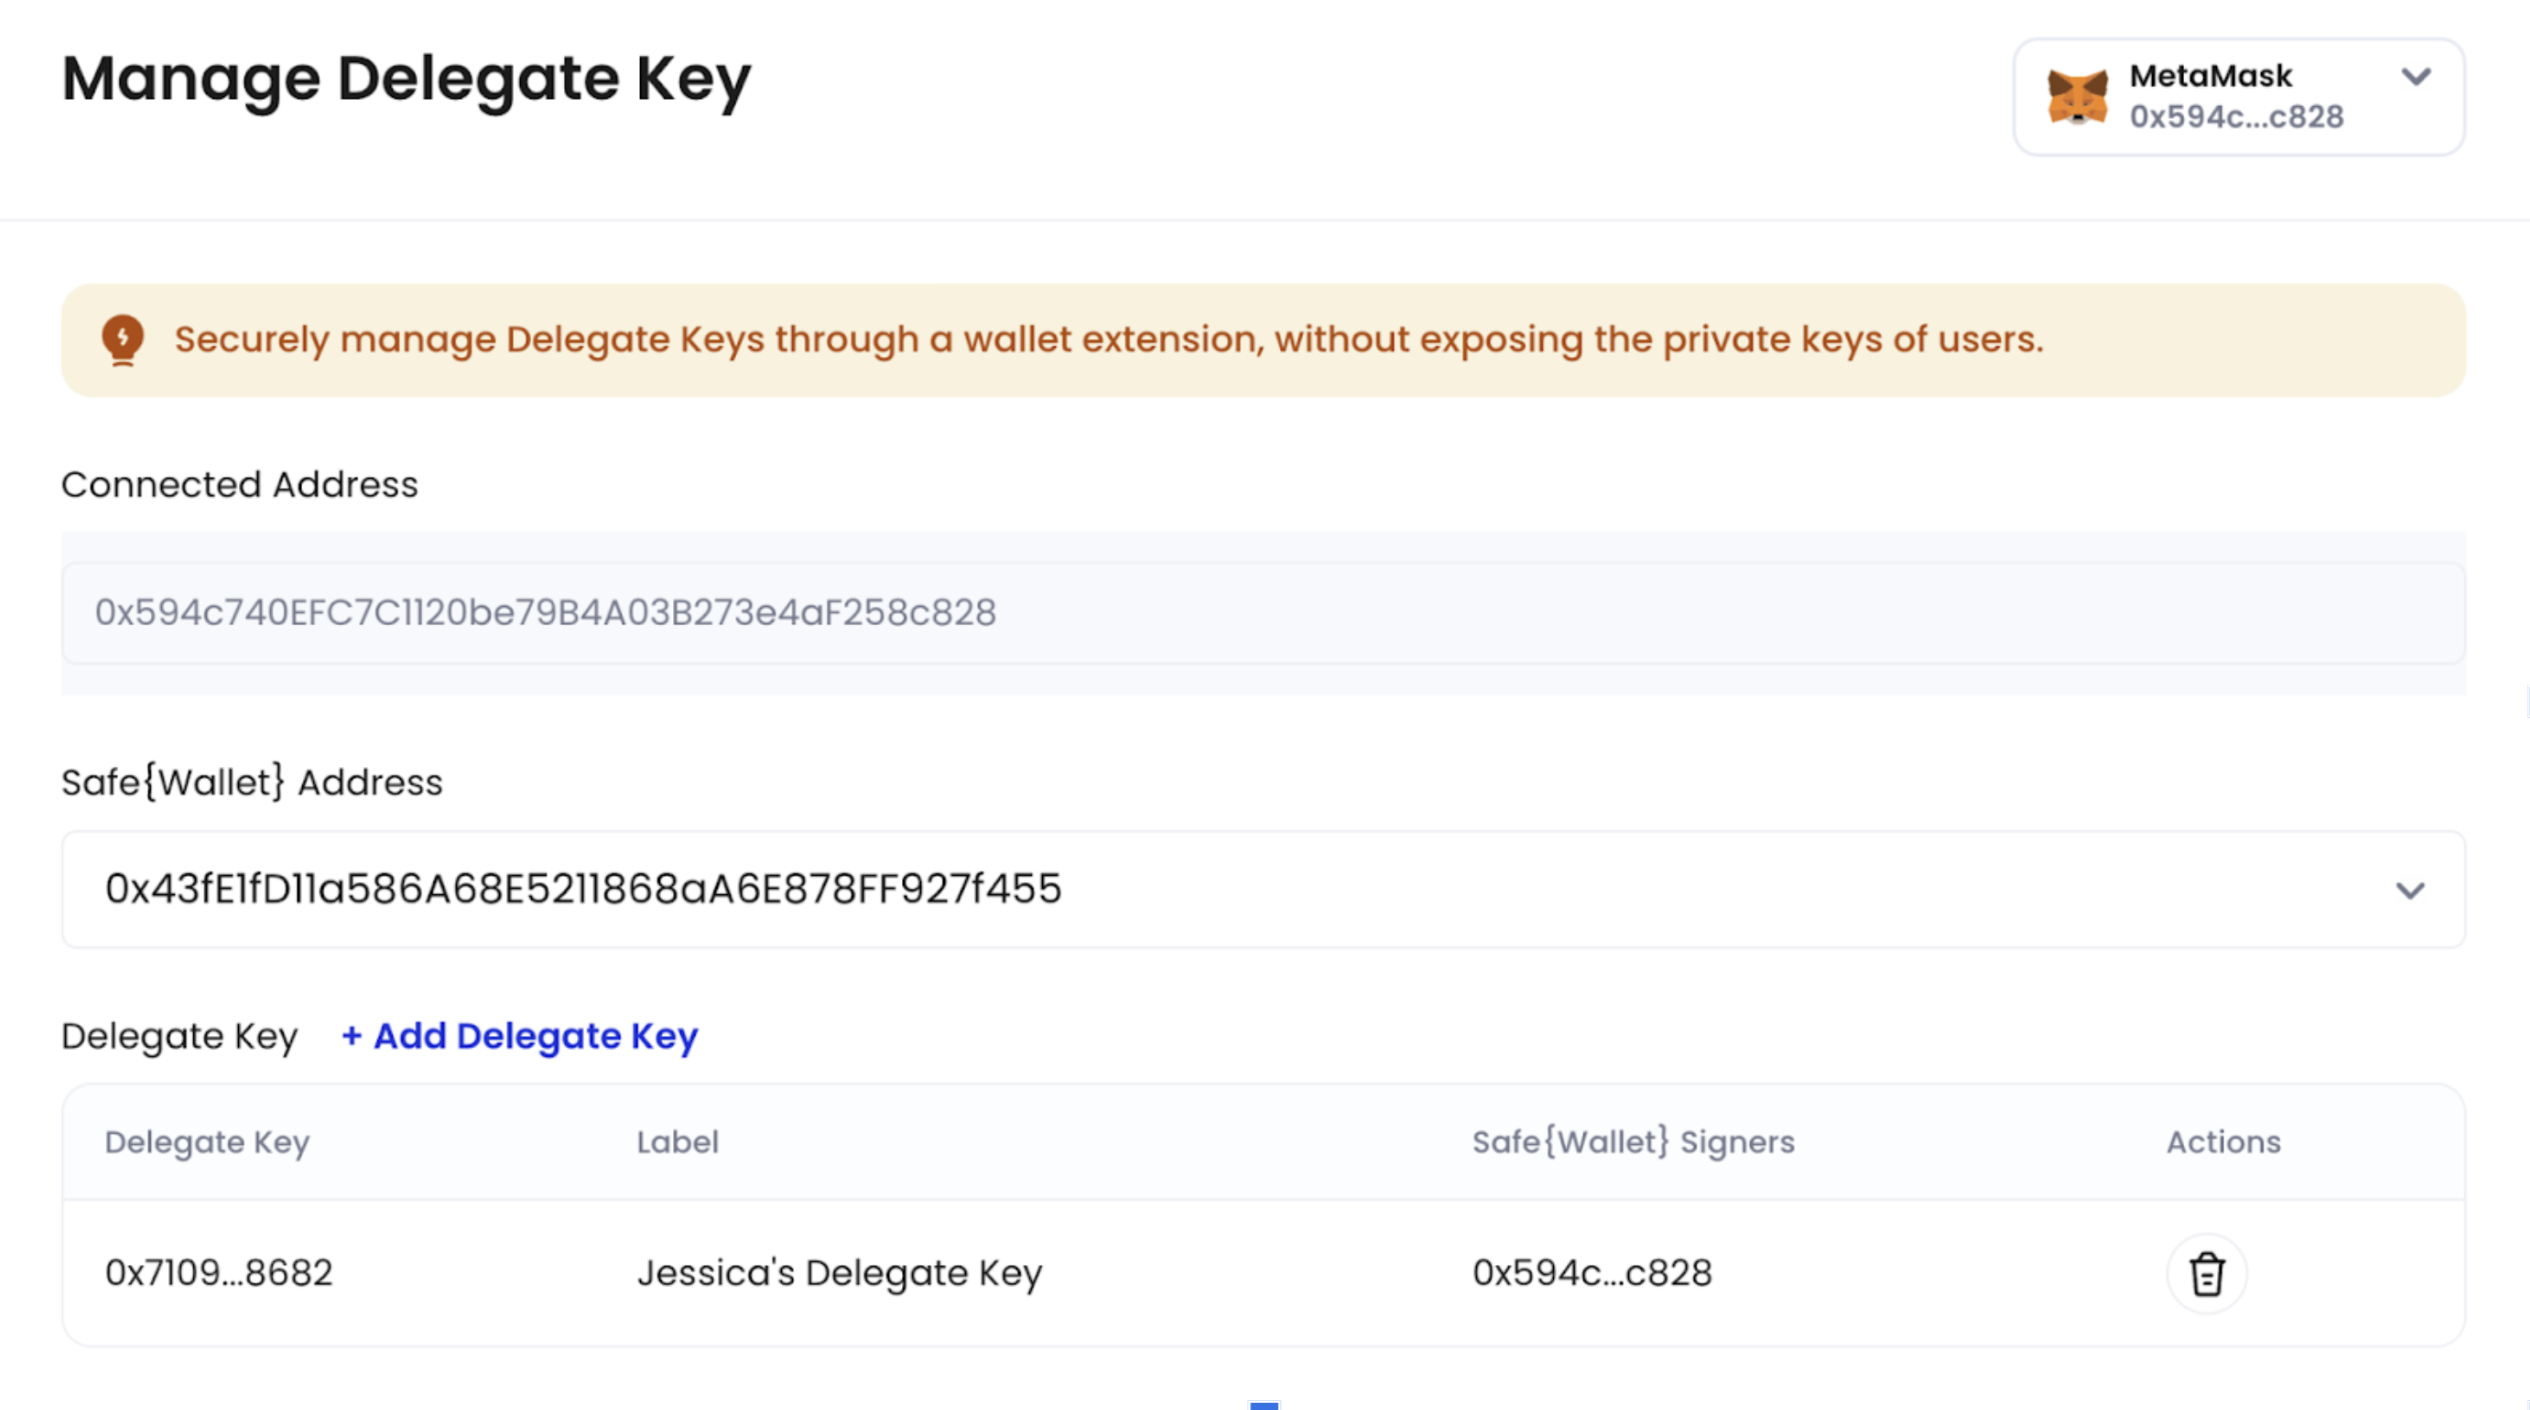 Manage Delegate Key
MetaMask
0x594c...c828
Securely manage Delegate Keys through a wallet extension, without exposing the private keys of users.
Connected Address
0x594c740EFC7C1120be79B4A03B273e4aF258c828
Safe{Wallet} Address
0x43fE1fD11a586A68E5211868aA6E878FF927f455
Delegate Key + Add Delegate Key
Delegate Key Label Safe{Wallet} Signers Actions
0x7109...8682 Jessica's Delegate Key 0x594c...c828